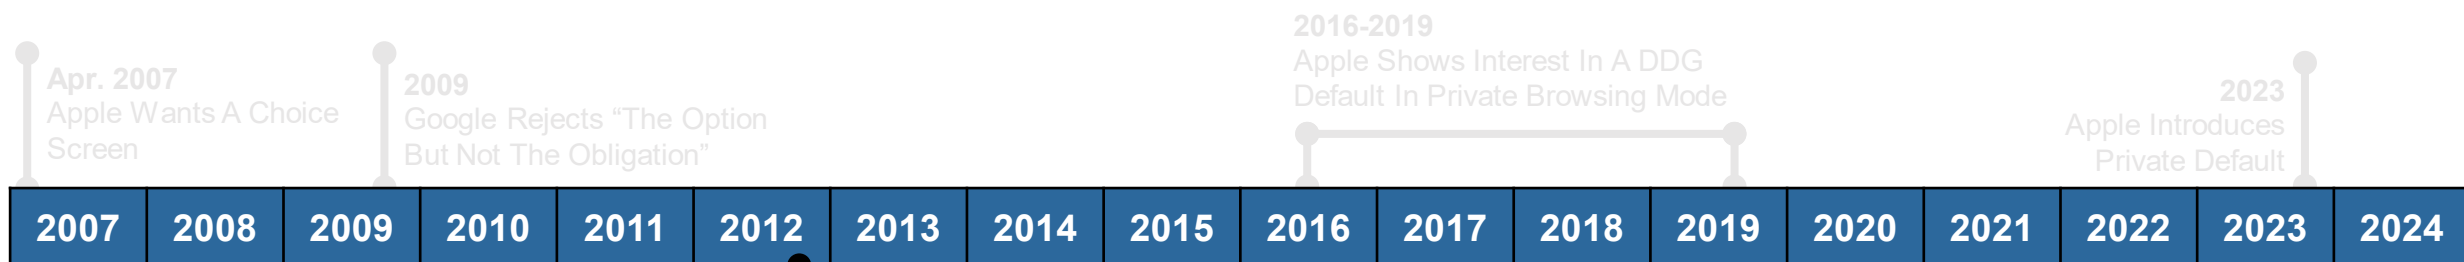 Apr. 2007
Apple Wants A Choice
Screen
2009
Google Rejects “The Option
But Not The Obligation”
2016-2019
Apple Shows Interest In A DDG
Default In Private Browsing Mode
2023
Apple Introduces
Private Default
2007 2008 2009 2010 2011 2012 2013 2014 2015 2016 2017 2018 2019 2020 2021 2022 2023 2024